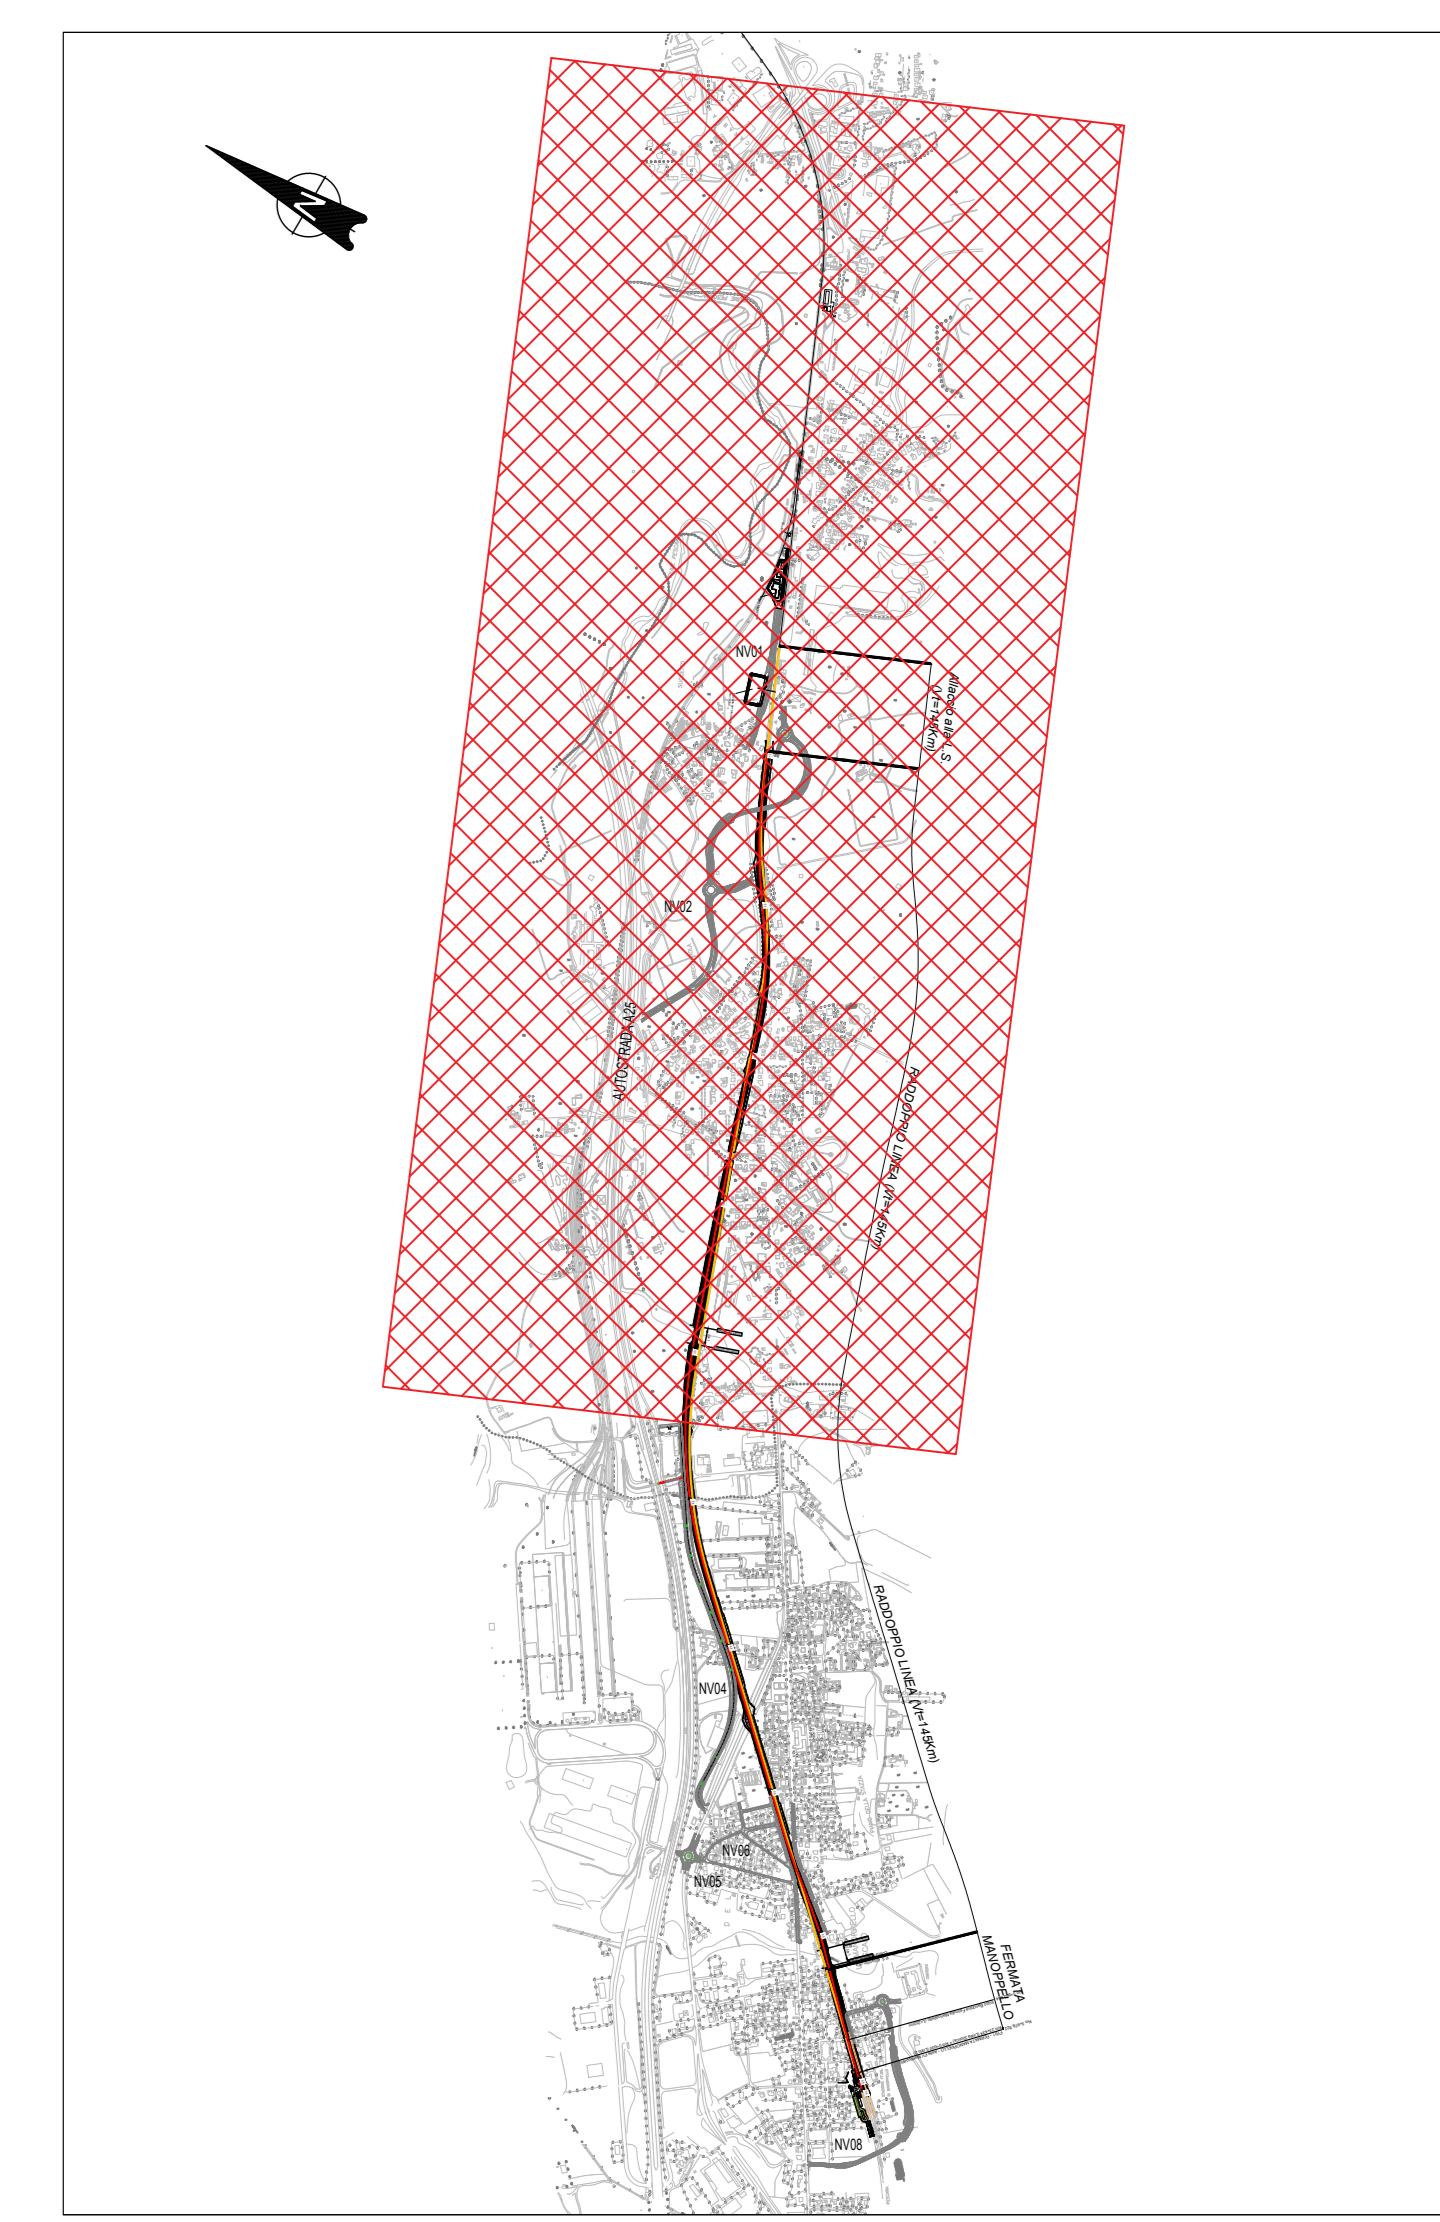 N
NV01
Allaccio alla L.S
(Vt=145Km)
NV02
AUTOSTRADA A25
RADDOPPIO LINEA (Vt=145Km)
RADDOPPIO LINEA (Vt=145Km)
NV04
NV06
NV05
FERMATA
MANOPPELLO
NV08